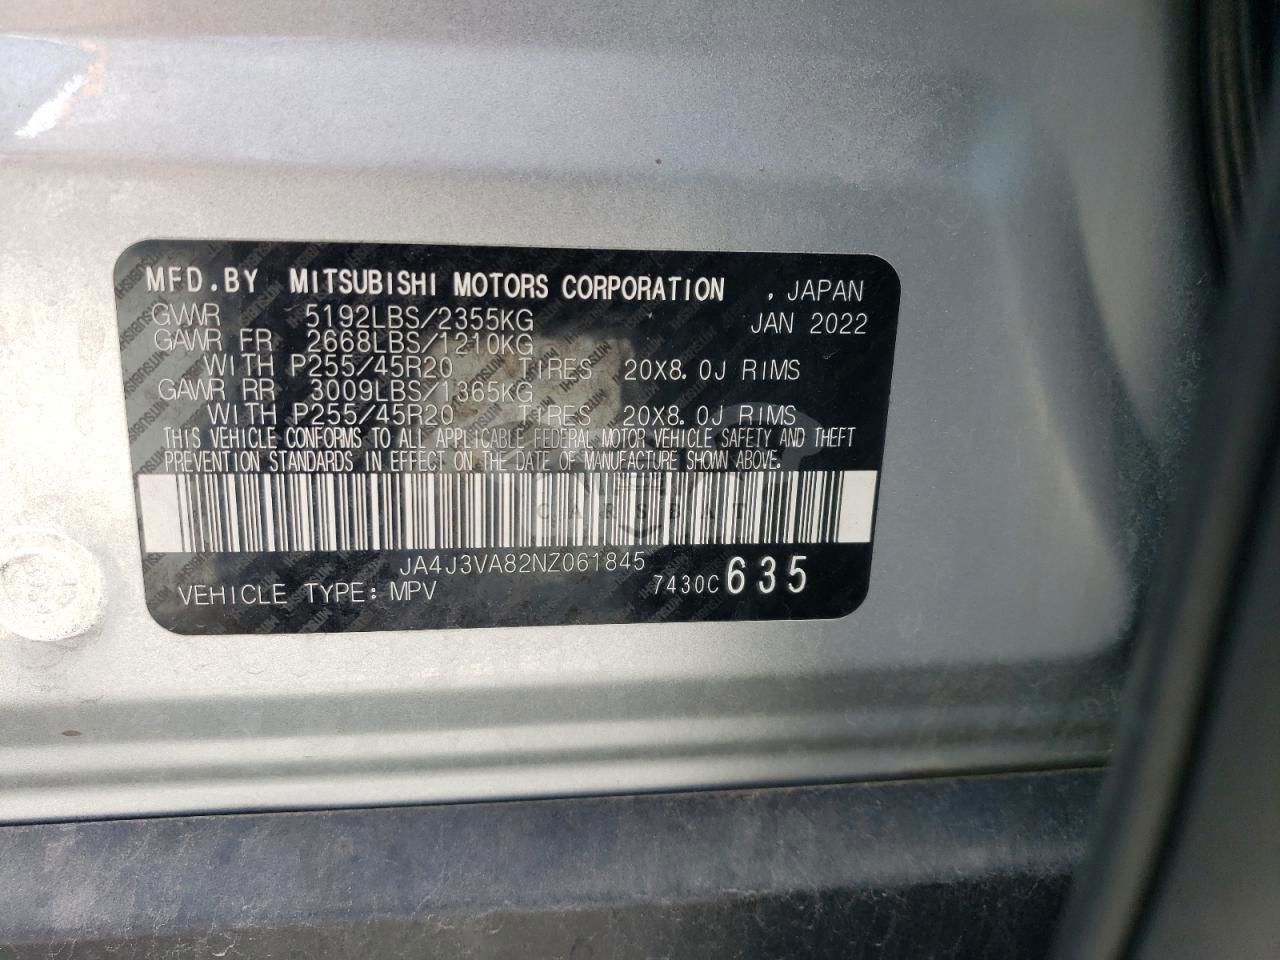 MFD.BY MITSUBISHI MOTORS CORPORATION , JAPAN
GVWR 5192LBS/2355KG JAN 2022
GAWR FR 2668LBS/1210KG
WITH P255/45R20 TIRES 20X8.0J RIMS
GAWR RR 3009LBS/1365KG
WITH P255/45R20 TIRES 20X8.0J RIMS
THIS VEHICLE CONFORMS TO ALL APPLICABLE FEDERAL MOTOR VEHICLE SAFETY AND THEFT
PREVENTION STANDARDS IN EFFECT ON THE DATE OF MANUFACTURE SHOWN ABOVE.
CARSBAT
JA4J3VA82NZ061845
VEHICLE TYPE: MPV 7430C 635